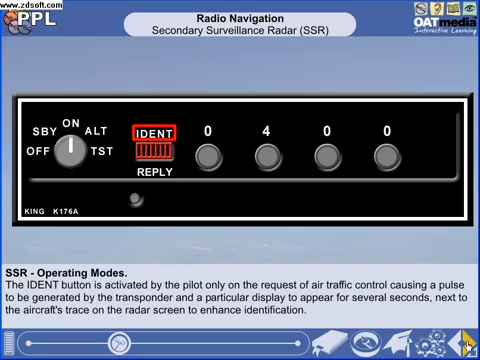 www.zdsoft.com
PPL
Radio Navigation
Secondary Surveillance Radar (SSR)
OATmedia
Interactive Learning
ON
SBY
ALT
IDENT
0
4
0
0
OFF
TST
REPLY
KING K176A
SSR - Operating Modes.
The IDENT button is activated by the pilot only on the request of air traffic control causing a pulse
to be generated by the transponder and a particular display to appear for several seconds, next to
the aircraft's trace on the radar screen to enhance identification.